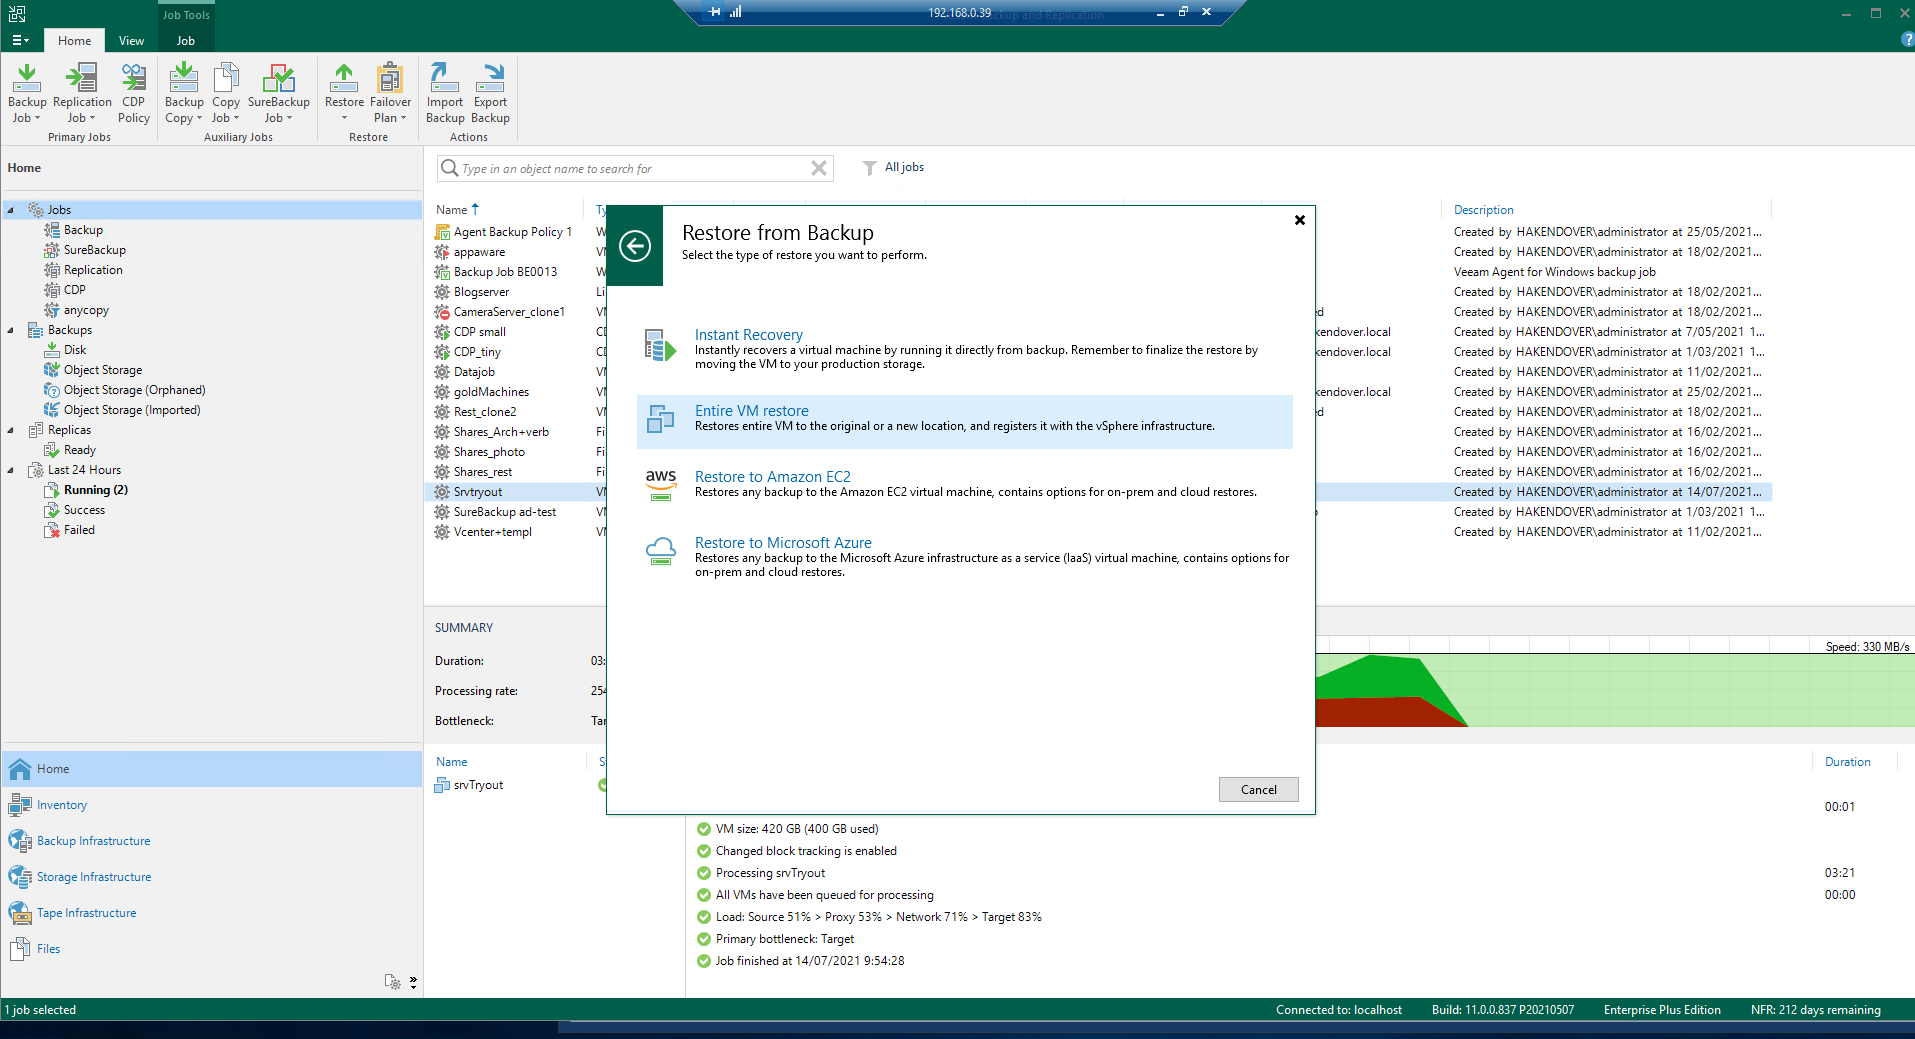 Job Tools
192.168.0.39
ckup and Replication
Home
View
Job
Backup Job
Replication Job
CDP Policy
Backup Copy
Copy Job
SureBackup Job
Restore
Failover Plan
Import Backup
Export Backup
Primary Jobs
Auxiliary Jobs
Restore
Actions
Home
Type in an object name to search for
All jobs
Jobs
Backup
SureBackup
Replication
CDP
anycopy
Backups
Disk
Object Storage
Object Storage (Orphaned)
Object Storage (Imported)
Replicas
Ready
Last 24 Hours
Running (2)
Success
Failed
Home
Inventory
Backup Infrastructure
Storage Infrastructure
Tape Infrastructure
Files
Name
Ty
Description
Agent Backup Policy 1
W
Created by HAKENDOVER\administrator at 25/05/2021...
appaware
VM
Created by HAKENDOVER\administrator at 18/02/2021...
Backup Job BE0013
W
Veeam Agent for Windows backup job
Blogserver
Li
Created by HAKENDOVER\administrator at 18/02/2021...
CameraServer_clone1
VM
ed
Created by HAKENDOVER\administrator at 18/02/2021...
CDP small
CD
kendover.local
Created by HAKENDOVER\administrator at 7/05/2021 1...
CDP_tiny
CD
kendover.local
Created by HAKENDOVER\administrator at 1/03/2021 1...
Datajob
VM
Created by HAKENDOVER\administrator at 11/02/2021...
goldMachines
VM
kendover.local
Created by HAKENDOVER\administrator at 25/02/2021...
Rest_clone2
VM
ed
Created by HAKENDOVER\administrator at 18/02/2021...
Shares_Arch+verb
Fi
Created by HAKENDOVER\administrator at 16/02/2021...
Shares_photo
Fi
Created by HAKENDOVER\administrator at 16/02/2021...
Shares_rest
Fi
Created by HAKENDOVER\administrator at 16/02/2021...
Srvtryout
VM
Created by HAKENDOVER\administrator at 14/07/2021...
SureBackup ad-test
VM
Created by HAKENDOVER\administrator at 1/03/2021 1...
Vcenter+templ
VM
Created by HAKENDOVER\administrator at 11/02/2021...
Restore from Backup
Select the type of restore you want to perform.
Instant Recovery
Instantly recovers a virtual machine by running it directly from backup. Remember to finalize the restore by
moving the VM to your production storage.
Entire VM restore
Restores entire VM to the original or a new location, and registers it with the vSphere infrastructure.
aws
Restore to Amazon EC2
Restores any backup to the Amazon EC2 virtual machine, contains options for on-prem and cloud restores.
Restore to Microsoft Azure
Restores any backup to the Microsoft Azure infrastructure as a service (IaaS) virtual machine, contains options for
on-prem and cloud restores.
Cancel
SUMMARY
Duration:
03:
Processing rate:
254
Bottleneck:
Tar
Speed: 330 MB/s
Name
S
Duration
srvTryout
00:01
VM size: 420 GB (400 GB used)
Changed block tracking is enabled
Processing srvTryout
03:21
All VMs have been queued for processing
00:00
Load: Source 51% > Proxy 53% > Network 71% > Target 83%
Primary bottleneck: Target
Job finished at 14/07/2021 9:54:28
1 job selected
Connected to: localhost
Build: 11.0.0.837 P20210507
Enterprise Plus Edition
NFR: 212 days remaining